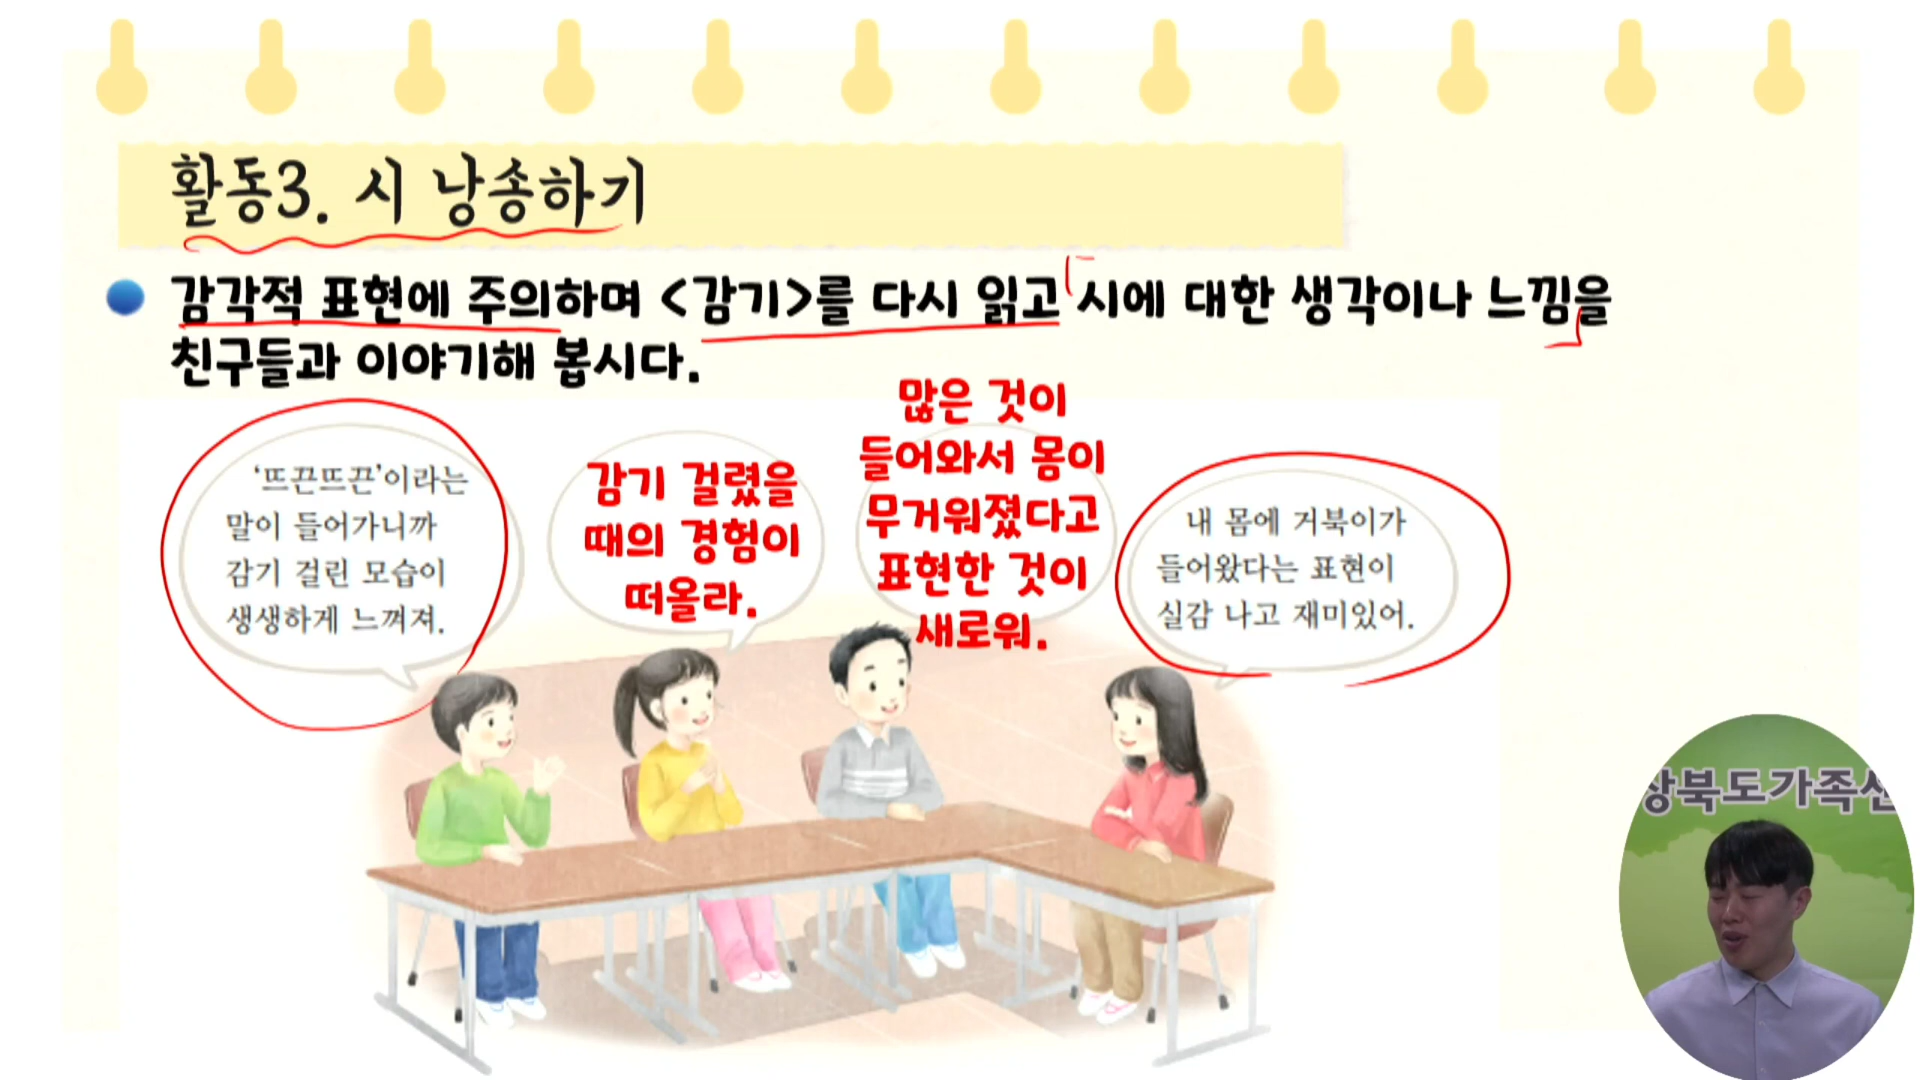 활동3. 시 낭송하기
감각적 표현에 주의하며 <감기>를 다시 읽고 시에 대한 생각이나 느낌을
친구들과 이야기해 봅시다.
'뜨끈뜨끈'이라는
말이 들어가니까
감기 걸린 모습이
생생하게 느껴져.
감기 걸렸을
때의 경험이
떠올라.
많은 것이
들어와서 몸이
무거워졌다고
표현한 것이
새로워.
내 몸에 거북이가
들어왔다는 표현이
실감 나고 재미있어.
상북도가족센